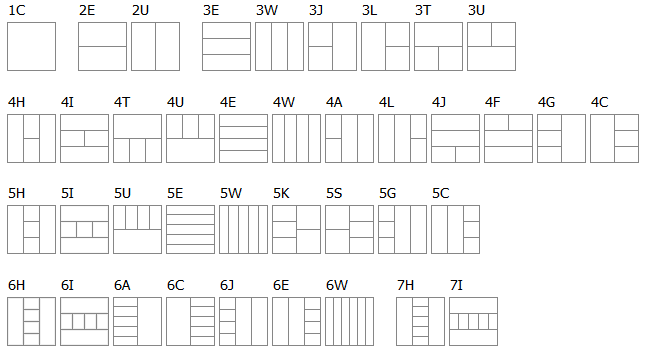 1C 2E 2U 3E 3W 3J 3L 3T 3U
4H 4I 4T 4U 4E 4W 4A 4L 4J 4F 4G 4C
5H 5I 5U 5E 5W 5K 5S 5G 5C
6H 6I 6A 6C 6J 6E 6W 7H 7I